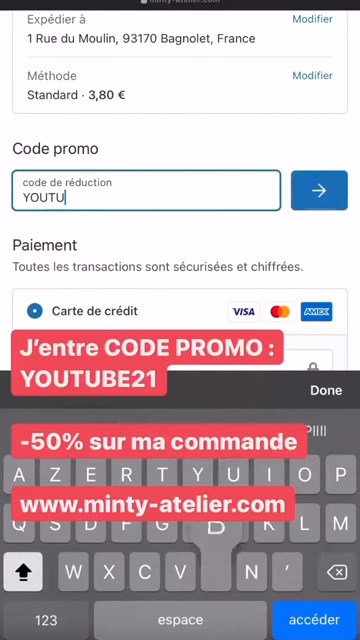 minty-atelier.com
Expédier à
Modifier
1 Rue du Moulin, 93170 Bagnolet, France
Méthode
Modifier
Standard · 3,80 €
Code promo
code de réduction
YOUTU
Paiement
Toutes les transactions sont sécurisées et chiffrées.
Carte de crédit
VISA
AMEX
J'entre CODE PROMO :
YOUTUBE21
Done
-50% sur ma commande
A Z E R T Y U I O P
www.minty-atelier.com
Q S D F G B K L M
W X C V N '
123
espace
accéder